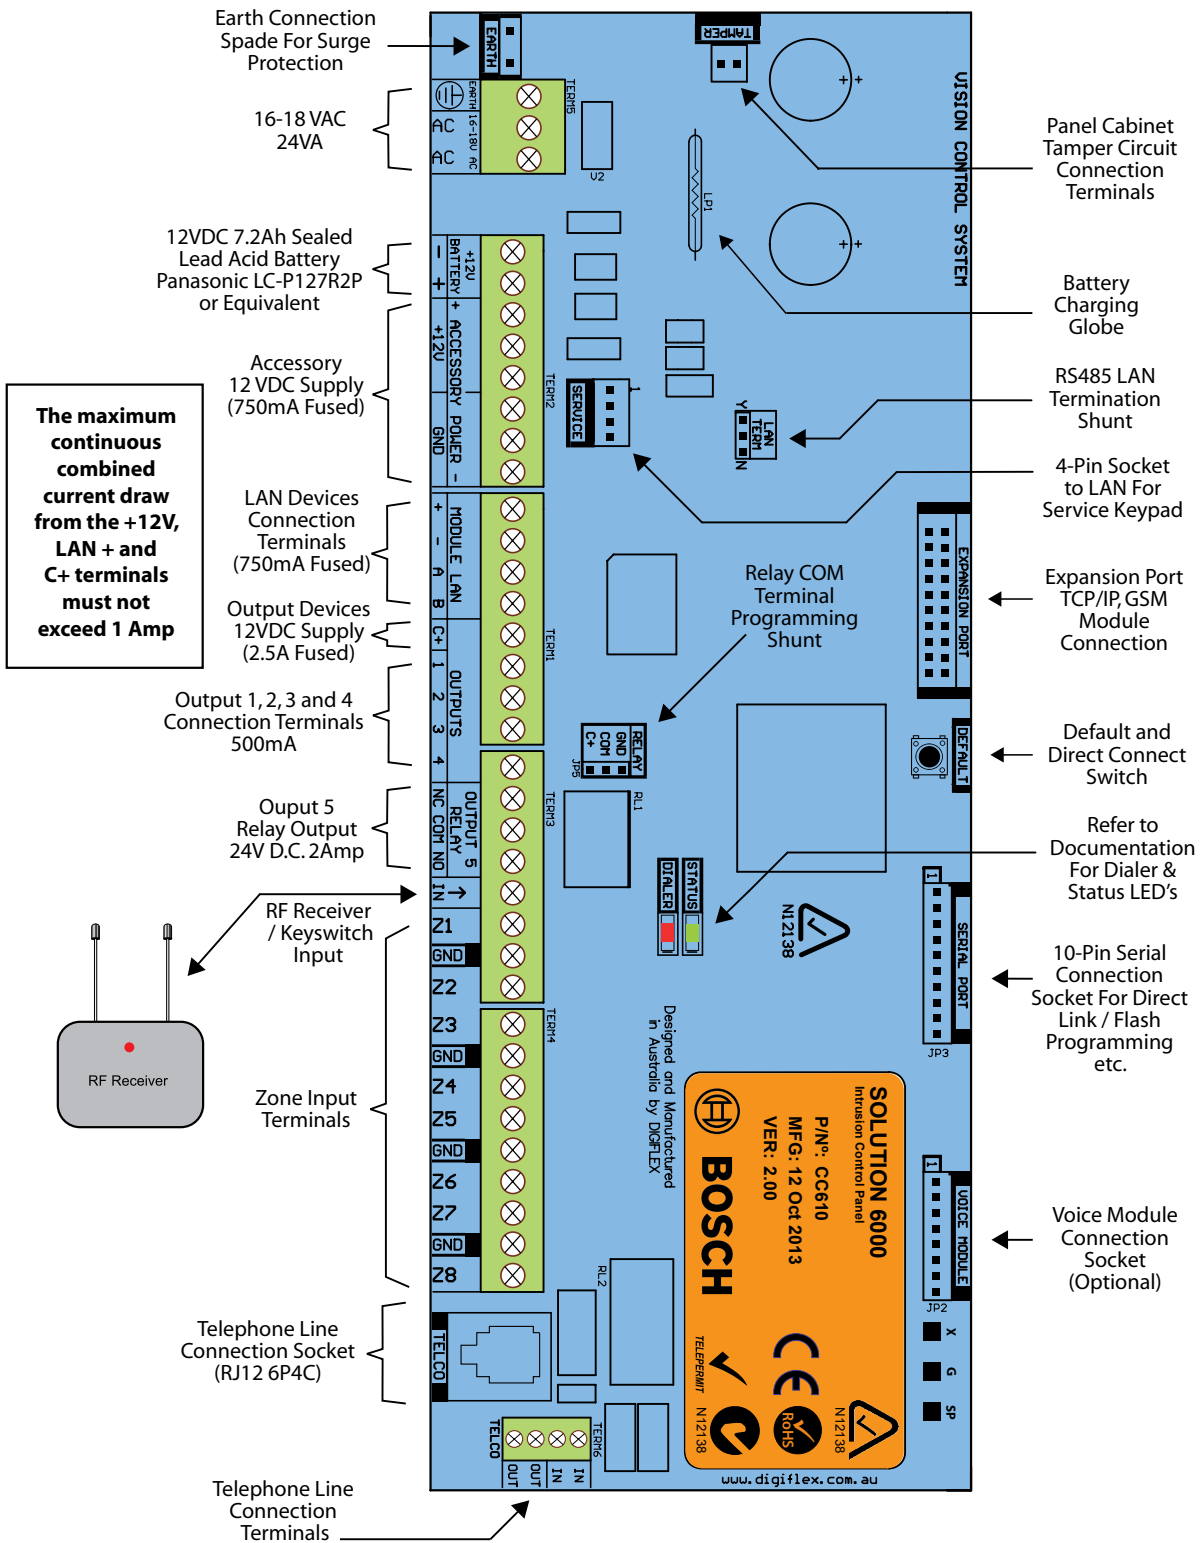 Earth Connection
Spade For Surge
Protection
16-18 VAC
24VA
12VDC 7.2Ah Sealed
Lead Acid Battery
Panasonic LC-P127R2P
or Equivalent
Accessory
12 VDC Supply
(750mA Fused)
The maximum
continuous
combined
current draw
from the +12V,
LAN + and
C+ terminals
must not
exceed 1 Amp
LAN Devices
Connection
Terminals
(750mA Fused)
Output Devices
12VDC Supply
(2.5A Fused)
Output 1, 2, 3 and 4
Connection Terminals
500mA
Ouput 5
Relay Output
24V D.C. 2Amp
RF Receiver
/ Keyswitch
Input
RF Receiver
Zone Input
Terminals
Telephone Line
Connection Socket
(RJ12 6P4C)
Telephone Line
Connection
Terminals
EARTH
EARTH
16-18V AC
AC
AC
TERM5
V2
TAMPER
LP1
VISION CONTROL SYSTEM
- +
+12V
BATTERY
+ ACCESSORY POWER -
+12V
GND
TERM2
SERVICE
1
Y
N
LAN
TERM
+
-
A
B
MODULE LAN
C+
1
2
3
4
OUTPUTS
TERM1
RELAY
GND
COM
C+
JP5
RL1
NC COM NO
OUTPUT 5
RELAY
TERM3
IN →
Z1
GND
Z2
Z3
GND
Z4
Z5
GND
Z6
Z7
GND
Z8
TERM4
DIALER
STATUS
N12138
EXPANSION PORT
DEFAULT
1
SERIAL PORT
JP3
Designed and Manufactured
in Australia by DIGIFLEX
SOLUTION 6000
Intrusion Control Panel
P/Nº: CC610
MFG: 12 Oct 2013
VER: 2.00
BOSCH
TELEPERMIT
N12138
CE
RoHS
N12138
www.digiflex.com.au
1
VOICE MODULE
JP2
X
G
SP
RL2
TELCO
TELCO
TERM6
OUT
OUT
IN
IN
Panel Cabinet
Tamper Circuit
Connection
Terminals
Battery
Charging
Globe
RS485 LAN
Termination
Shunt
4-Pin Socket
to LAN For
Service Keypad
Relay COM
Terminal
Programming
Shunt
Expansion Port
TCP/IP, GSM
Module
Connection
Default and
Direct Connect
Switch
Refer to
Documentation
For Dialer &
Status LED's
10-Pin Serial
Connection
Socket For Direct
Link / Flash
Programming
etc.
Voice Module
Connection
Socket
(Optional)